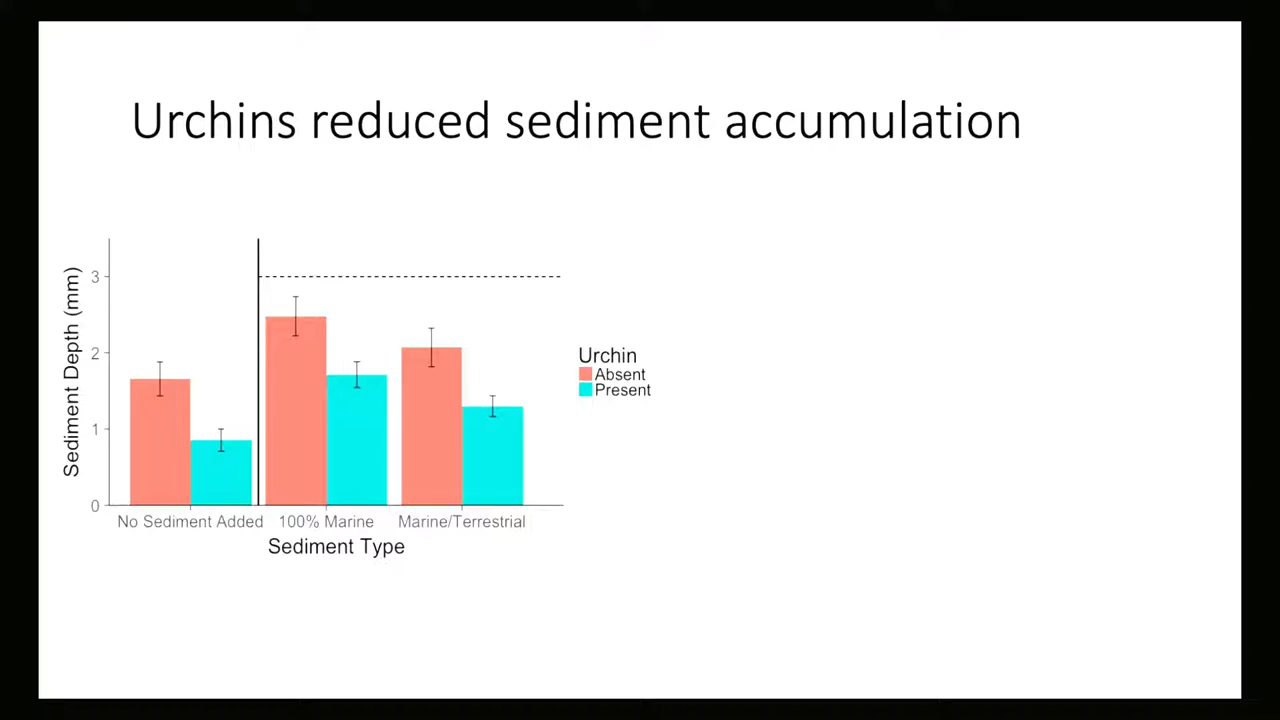 Urchins reduced sediment accumulation
Sediment Depth (mm)
3
2
1
0
No Sediment Added
100% Marine
Marine/Terrestrial
Sediment Type
Urchin
Absent
Present